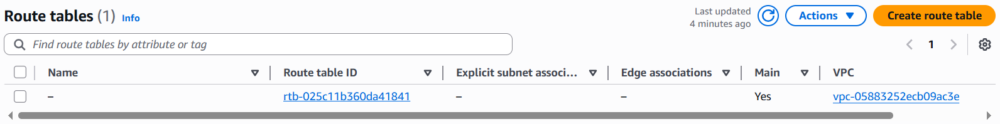 Route tables (1) Info
Last updated
4 minutes ago
Actions
Create route table
Find route tables by attribute or tag
1
Name Route table ID Explicit subnet associ... Edge associations Main VPC
– rtb-025c11b360da41841 – – Yes vpc-05883252ecb09ac3e